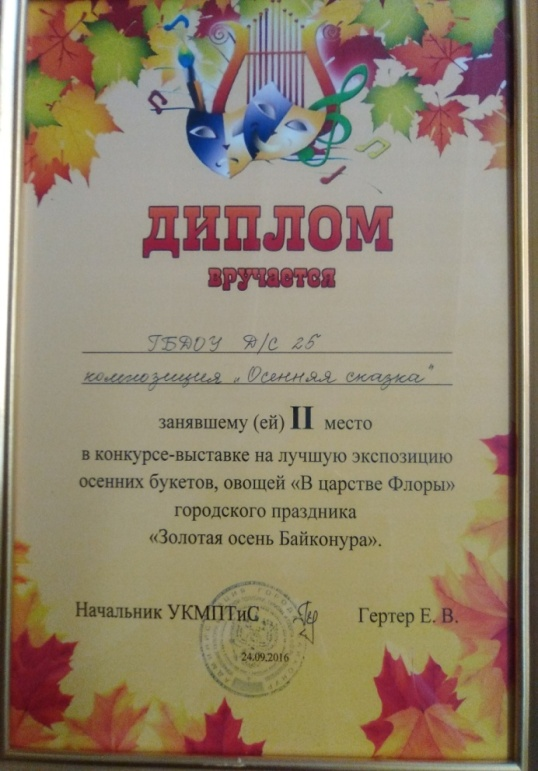 ДИПЛОМ
вручается
ГБДОУ Д/С 25
композиция „Осенняя сказка"
занявшему (ей) II место
в конкурсе-выставке на лучшую экспозицию
осенних букетов, овощей «В царстве Флоры»
городского праздника
«Золотая осень Байконура».
Начальник УКМПТиС Гертер Е. В.
24.09.2016